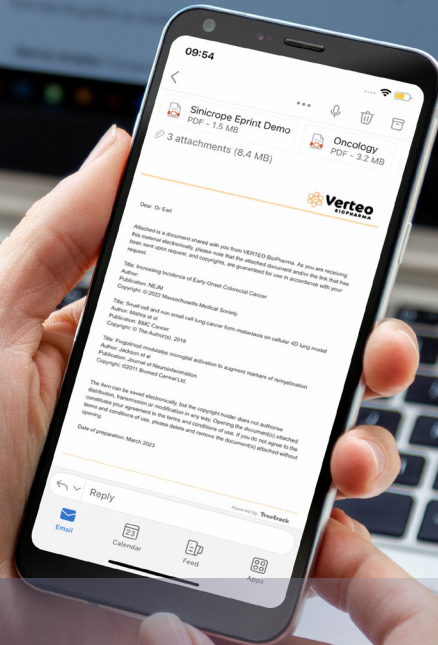 09:54
Sinicrope Eprint Demo
PDF - 1.5 MB
Oncology
PDF - 3.2 MB
3 attachments (8.4 MB)
Verteo
BIOPHARMA
Dear Dr Earl
Attached is a document shared with you from VERTEO BioPharma. As you are receiving
this material electronically, please note that the attached document and/or the link that has
been sent upon request, and copyrights, are guaranteed for use in accordance with your
request.
Title: Increasing Incidence of Early-Onset Colorectal Cancer
Author:
Publication: NEJM
Copyright: © 2022 Massachusetts Medical Society.
Title: Small cell and non small cell lung cancer form metastasis on cellular 4D lung model
Author: Mishra et al.
Publication: BMC Cancer
Copyright: © The Author(s). 2018
Title: Fingolimod modulates microglial activation to augment markers of remyelination
Author: Jackson et al
Publication: Journal of Neuroinflammation
Copyright: ©2011 Biomed Central Ltd.
The item can be saved electronically, but the copyright holder does not authorise
distribution, transmission or modification in any way. Opening the document(s) attached
constitutes your agreement to the terms and conditions of use. If you do not agree to the
terms and conditions of use, please delete and remove the document(s) attached without
opening.
Date of preparation: March 2023
Powered by Trustrack
Reply
Email
23
Calendar
Feed
Apps